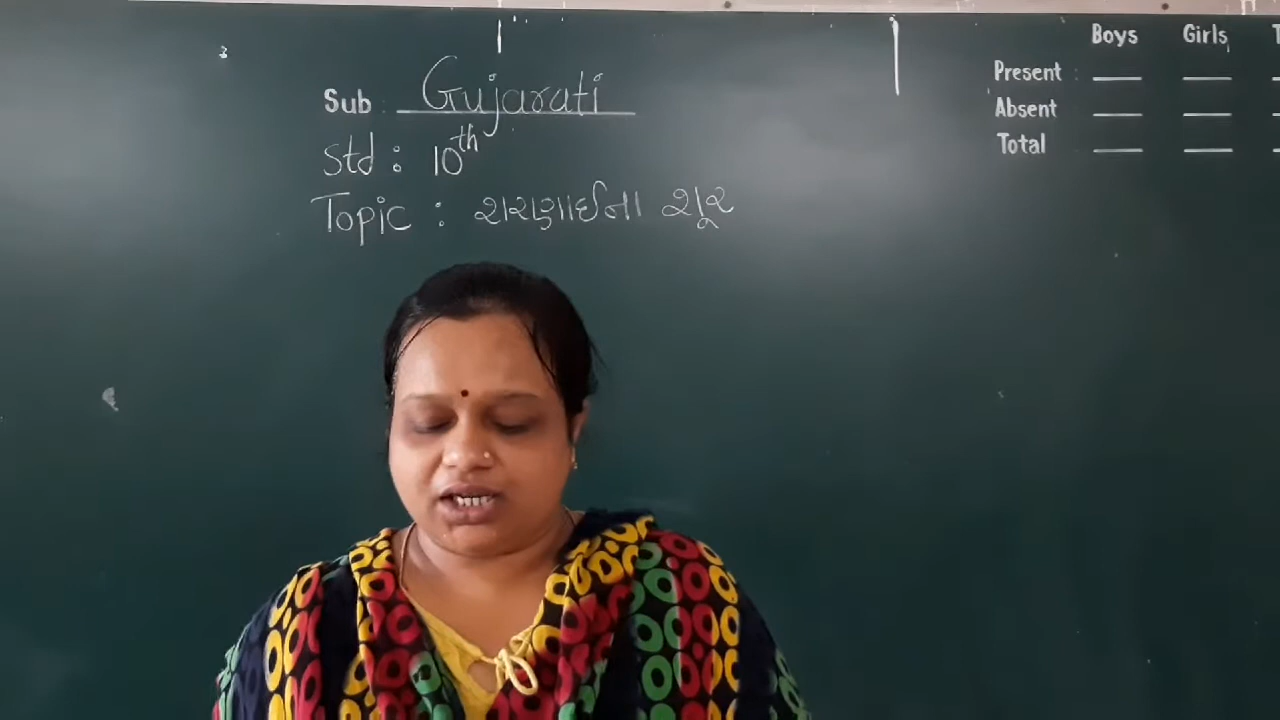 Sub : Gujarati
Std : 10th
Topic : શરણાઈના શૂર
Boys Girls
Present :
Absent
Total